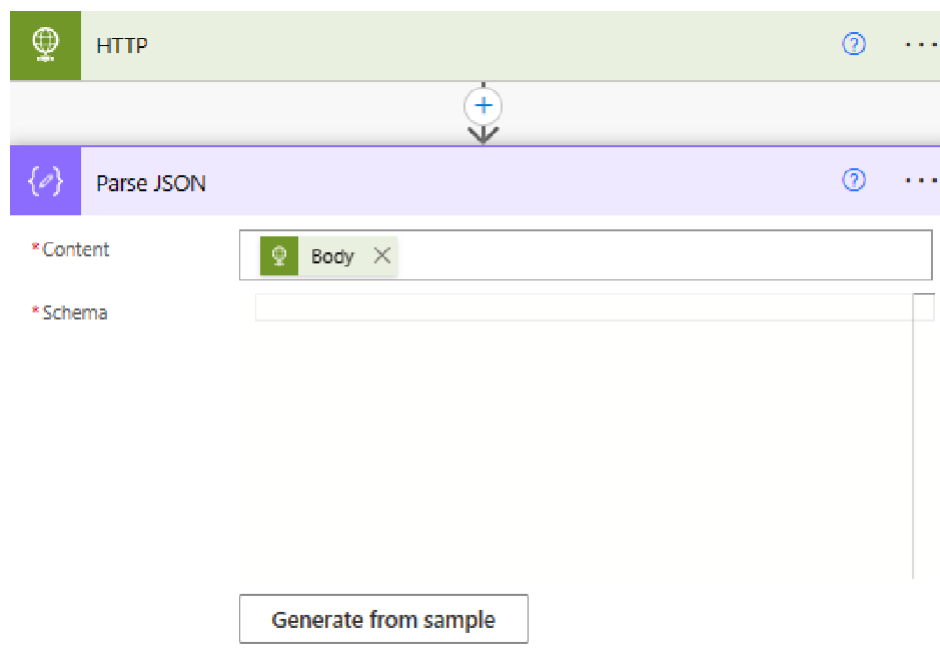 HTTP
Parse JSON
*Content
Body
*Schema
Generate from sample